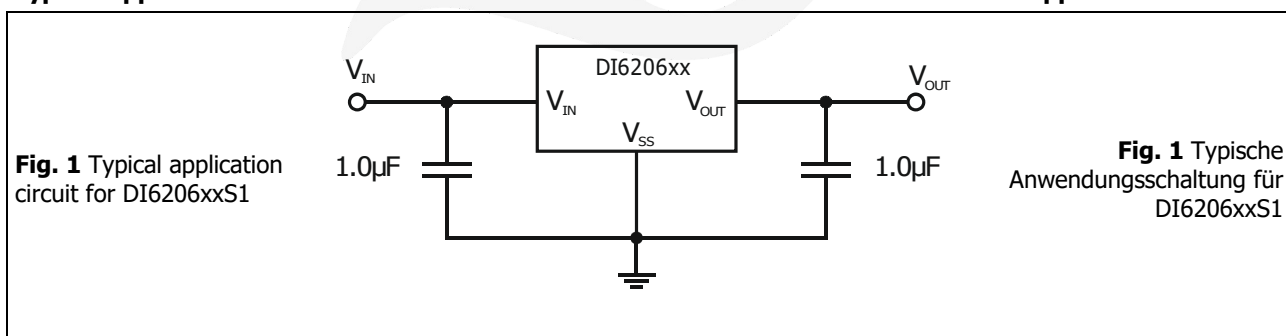 V_IN
DI6206xx
V_OUT
V_IN
V_OUT
V_SS
Fig. 1 Typical application
circuit for DI6206xxS1
1.0µF
1.0µF
Fig. 1 Typische
Anwendungsschaltung für
DI6206xxS1